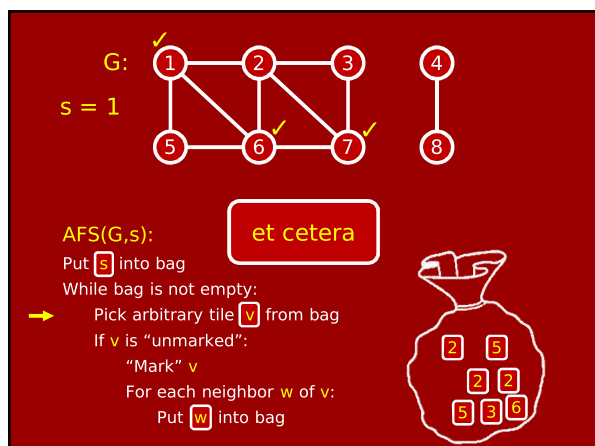 G:
1 2 3 4
s = 1
5 6 7 8
et cetera
AFS(G,s):
Put s into bag
While bag is not empty:
Pick arbitrary tile v from bag
If v is “unmarked”:
“Mark” v
For each neighbor w of v:
Put w into bag
2 5
2 2
5 3 6